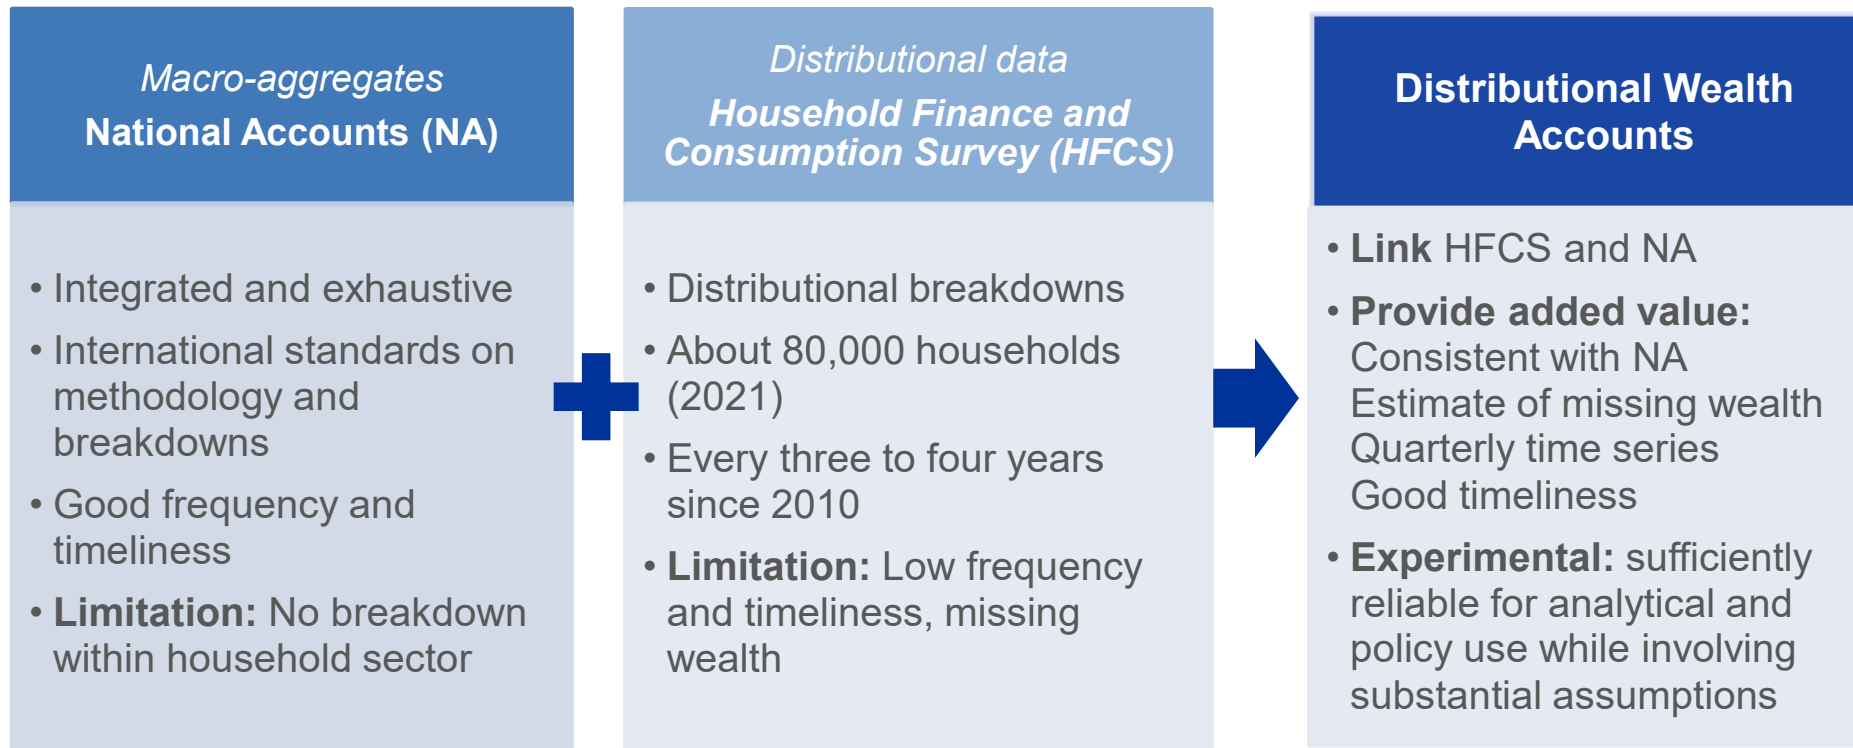 Macro-aggregates
National Accounts (NA)
• Integrated and exhaustive
• International standards on
methodology and
breakdowns
• Good frequency and
timeliness
• Limitation: No breakdown
within household sector
Distributional data
Household Finance and
Consumption Survey (HFCS)
• Distributional breakdowns
• About 80,000 households
(2021)
• Every three to four years
since 2010
• Limitation: Low frequency
and timeliness, missing
wealth
Distributional Wealth
Accounts
• Link HFCS and NA
• Provide added value:
Consistent with NA
Estimate of missing wealth
Quarterly time series
Good timeliness
• Experimental: sufficiently
reliable for analytical and
policy use while involving
substantial assumptions